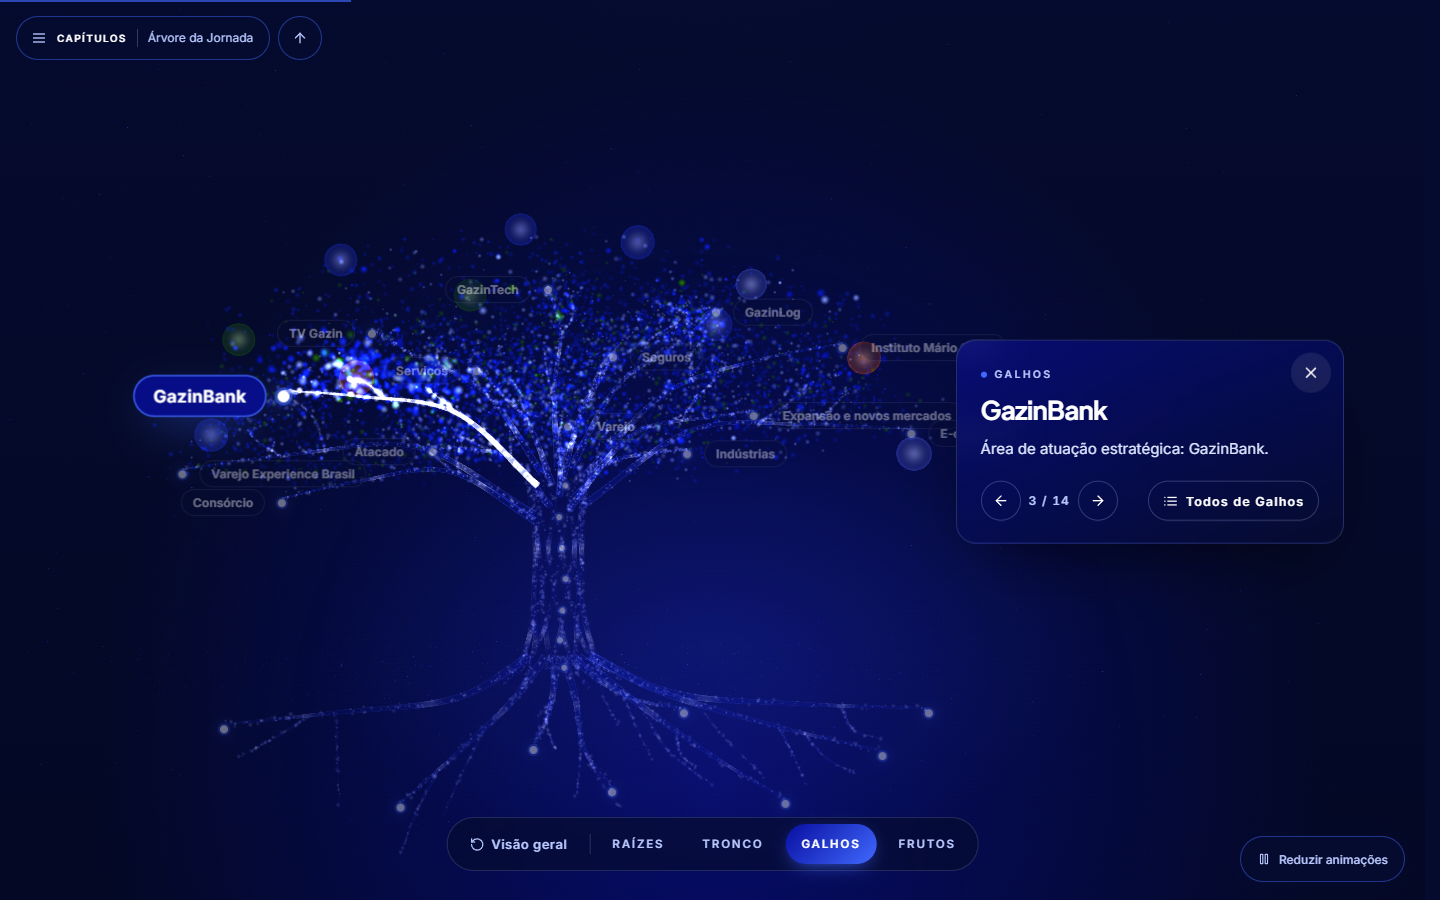 CAPÍTULOS Árvore da Jornada
GazinTech
GazinLog
TV Gazin
Instituto Mário
Seguros
Serviços
GazinBank
Expansão e novos mercados
Varejo
Atacado
Indústrias
Varejo Experience Brasil
Consórcio
GALHOS
GazinBank
Área de atuação estratégica: GazinBank.
3 / 14
Todos de Galhos
Visão geral
RAÍZES
TRONCO
GALHOS
FRUTOS
Reduzir animações